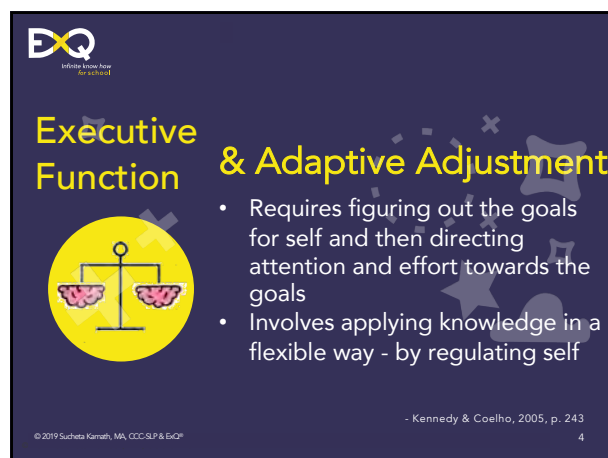 ExQ
Infinite know how
for school
Executive
Function
& Adaptive Adjustment
• Requires figuring out the goals
for self and then directing
attention and effort towards the
goals
• Involves applying knowledge in a
flexible way - by regulating self
- Kennedy & Coelho, 2005, p. 243
© 2019 Sucheta Kamath, MA, CCC-SLP & ExQ®
4